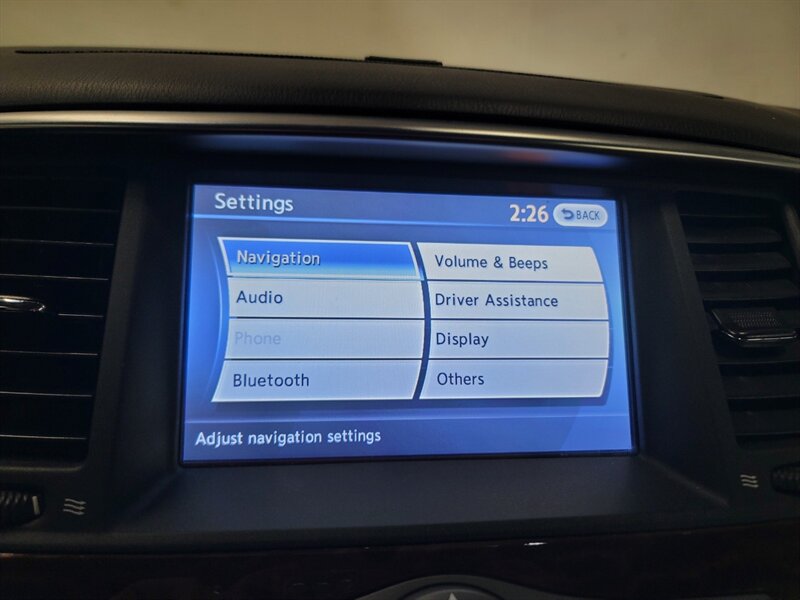 Settings
2:26 BACK
Navigation
Audio
Phone
Bluetooth
Volume & Beeps
Driver Assistance
Display
Others
Adjust navigation settings